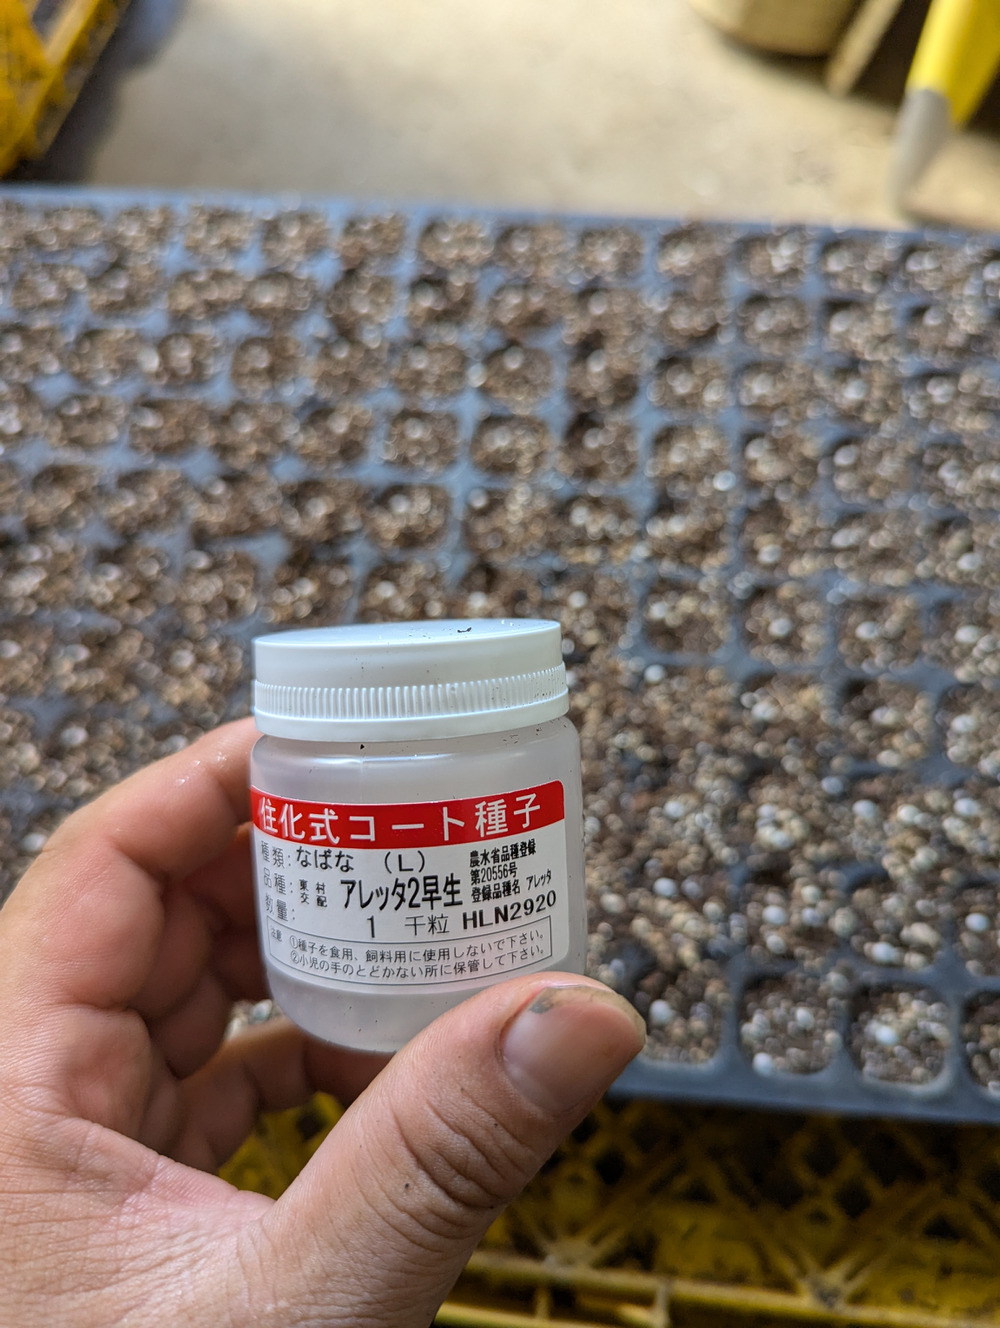 住化式コート種子
種類:なばな (L)
品種:東村交配 アレッタ2早生
農水省品種登録
第20556号
登録品種名 アレッタ
数量: 1 千粒 HLN2920
注意 ①種子を食用、飼料用に使用しないで下さい。
②小児の手のとどかない所に保管して下さい。